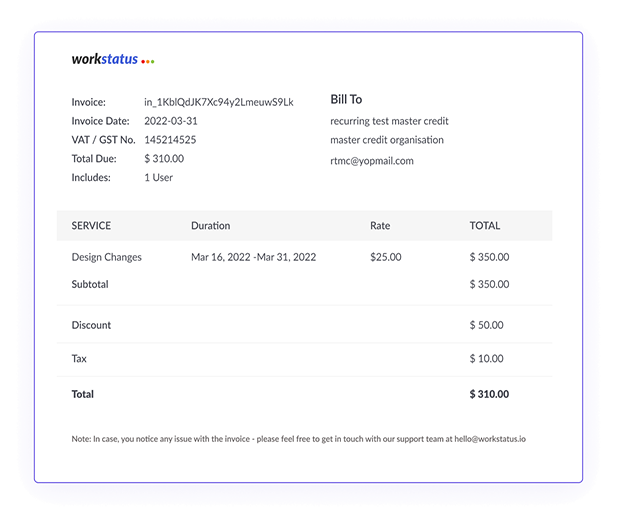 workstatus
Invoice: in_1KblQdJK7Xc94y2LmeuwS9Lk
Invoice Date: 2022-03-31
VAT / GST No. 145214525
Total Due: $ 310.00
Includes: 1 User
Bill To
recurring test master credit
master credit organisation
rtmc@yopmail.com
SERVICE Duration Rate TOTAL
Design Changes Mar 16, 2022 -Mar 31, 2022 $25.00 $ 350.00
Subtotal $ 350.00
Discount $ 50.00
Tax $ 10.00
Total $ 310.00
Note: In case, you notice any issue with the invoice - please feel free to get in touch with our support team at hello@workstatus.io